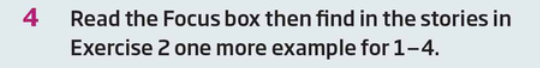 4 Read the Focus box then find in the stories in
Exercise 2 one more example for 1–4.